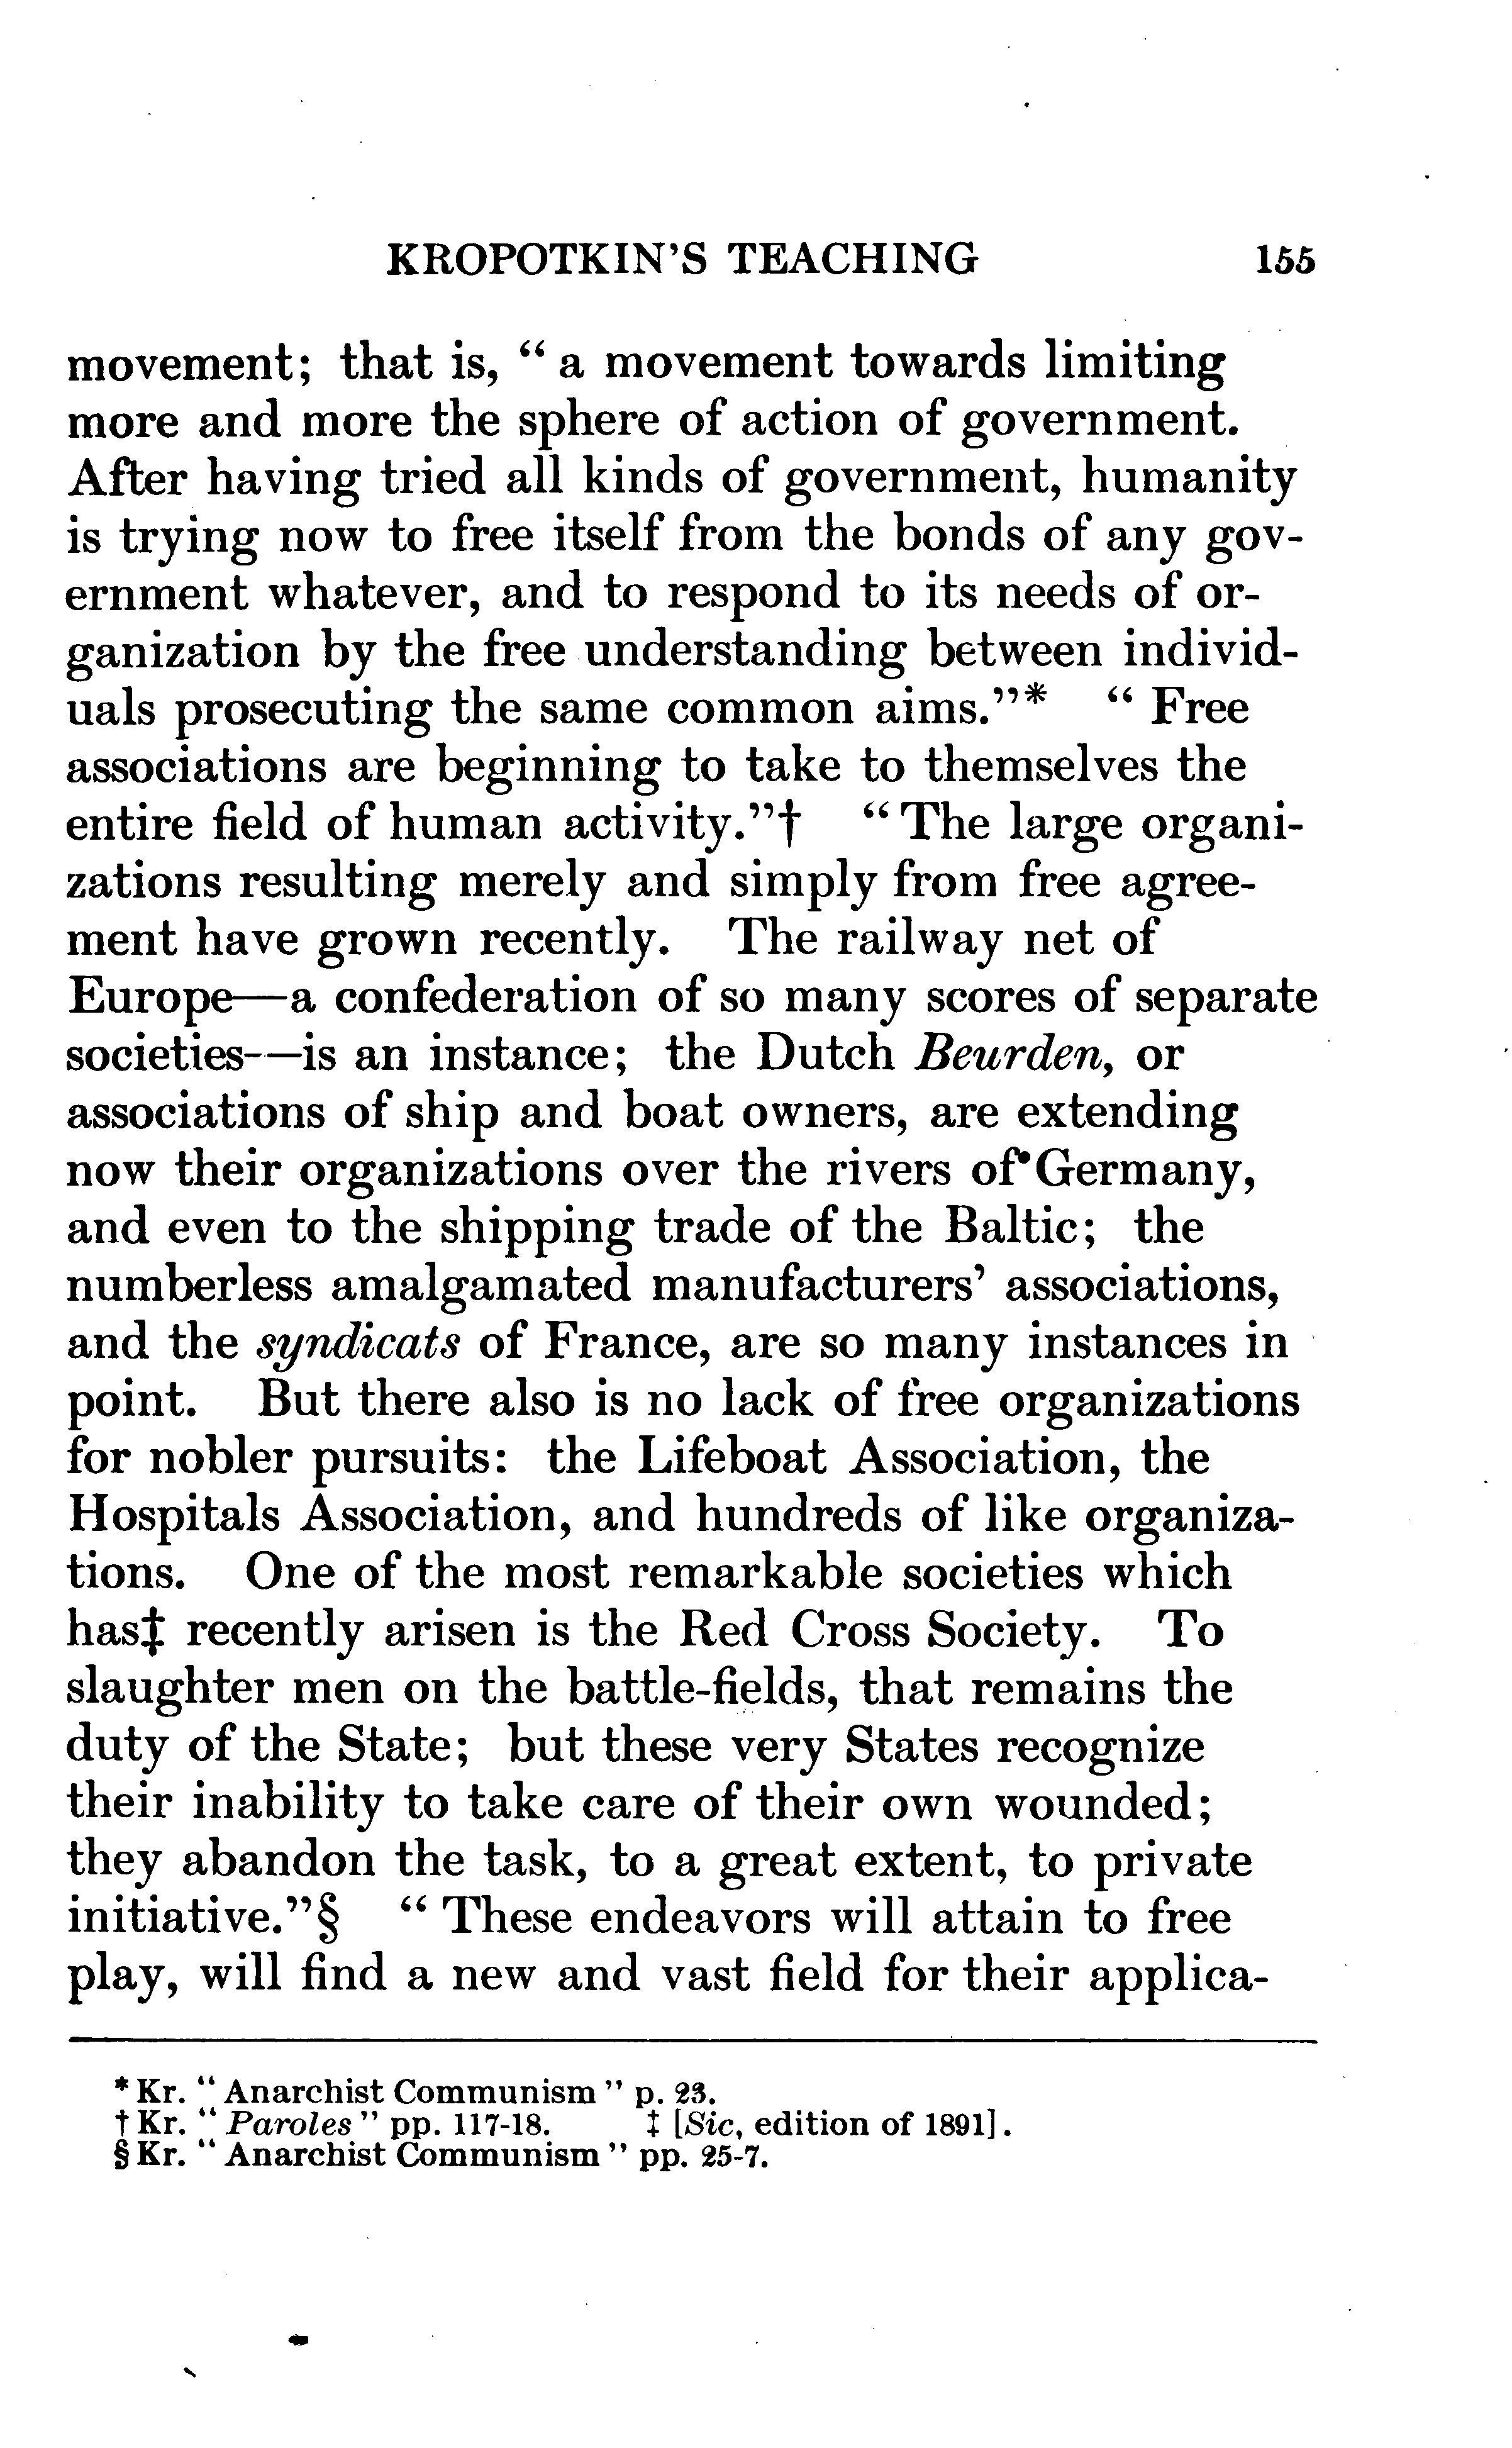 KROPOTKIN'S TEACHING 155
movement; that is, “ a movement towards limiting
more and more the sphere of action of government.
After having tried all kinds of government, humanity
is trying now to free itself from the bonds of any gov-
ernment whatever, and to respond to its needs of or-
ganization by the free understanding between individ-
uals prosecuting the same common aims.”* “ Free
associations are beginning to take to themselves the
entire field of human activity.”† “ The large organi-
zations resulting merely and simply from free agree-
ment have grown recently. The railway net of
Europe—a confederation of so many scores of separate
societies—is an instance; the Dutch Beurden, or
associations of ship and boat owners, are extending
now their organizations over the rivers of Germany,
and even to the shipping trade of the Baltic; the
numberless amalgamated manufacturers’ associations,
and the syndicats of France, are so many instances in
point. But there also is no lack of free organizations
for nobler pursuits: the Lifeboat Association, the
Hospitals Association, and hundreds of like organiza-
tions. One of the most remarkable societies which
has‡ recently arisen is the Red Cross Society. To
slaughter men on the battle-fields, that remains the
duty of the State; but these very States recognize
their inability to take care of their own wounded;
they abandon the task, to a great extent, to private
initiative.”§ “ These endeavors will attain to free
play, will find a new and vast field for their applica-
* Kr. “ Anarchist Communism ” p. 23.
† Kr. “ Paroles ” pp. 117-18. ‡ [Sic, edition of 1891].
§ Kr. “ Anarchist Communism ” pp. 25-7.